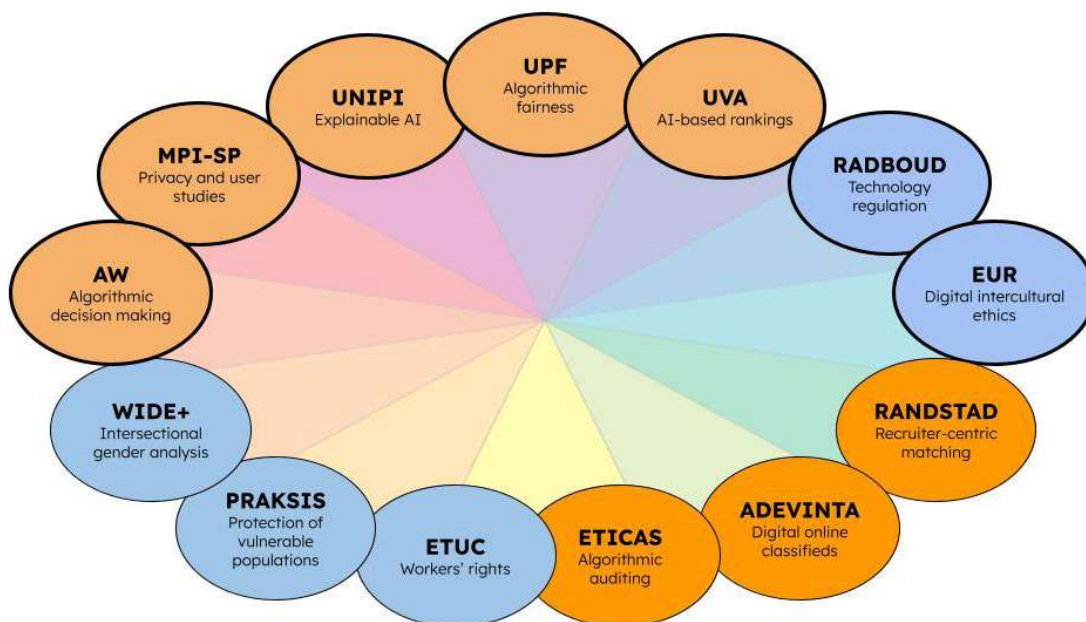 UPF
Algorithmic
fairness
UNIPI
Explainable AI
UVA
AI-based rankings
MPI-SP
Privacy and user
studies
RADBOUD
Technology
regulation
AW
Algorithmic
decision making
EUR
Digital intercultural
ethics
WIDE+
Intersectional
gender analysis
RANDSTAD
Recruiter-centric
matching
PRAKSIS
Protection of
vulnerable
populations
ADEVINTA
Digital online
classifieds
ETUC
Workers’ rights
ETICAS
Algorithmic
auditing